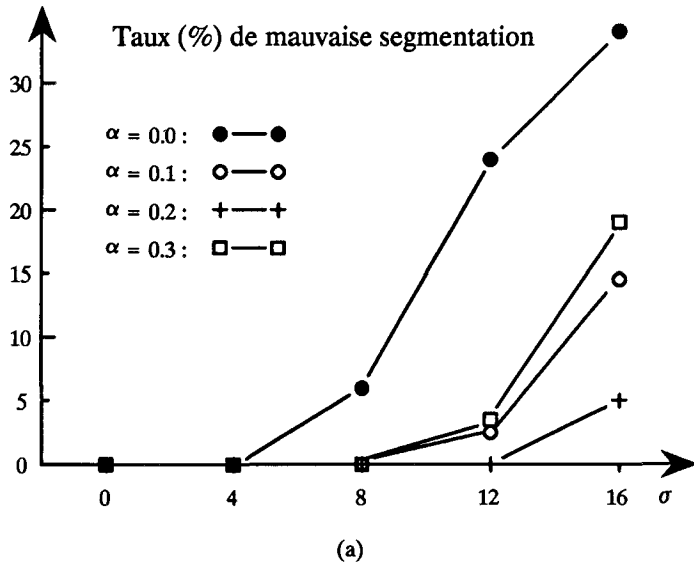 Taux (%) de mauvaise segmentation
30
α = 0.0 :
25
α = 0.1 :
20
α = 0.2 :
α = 0.3 :
15
10
5
0
0 4 8 12 16 σ
(a)